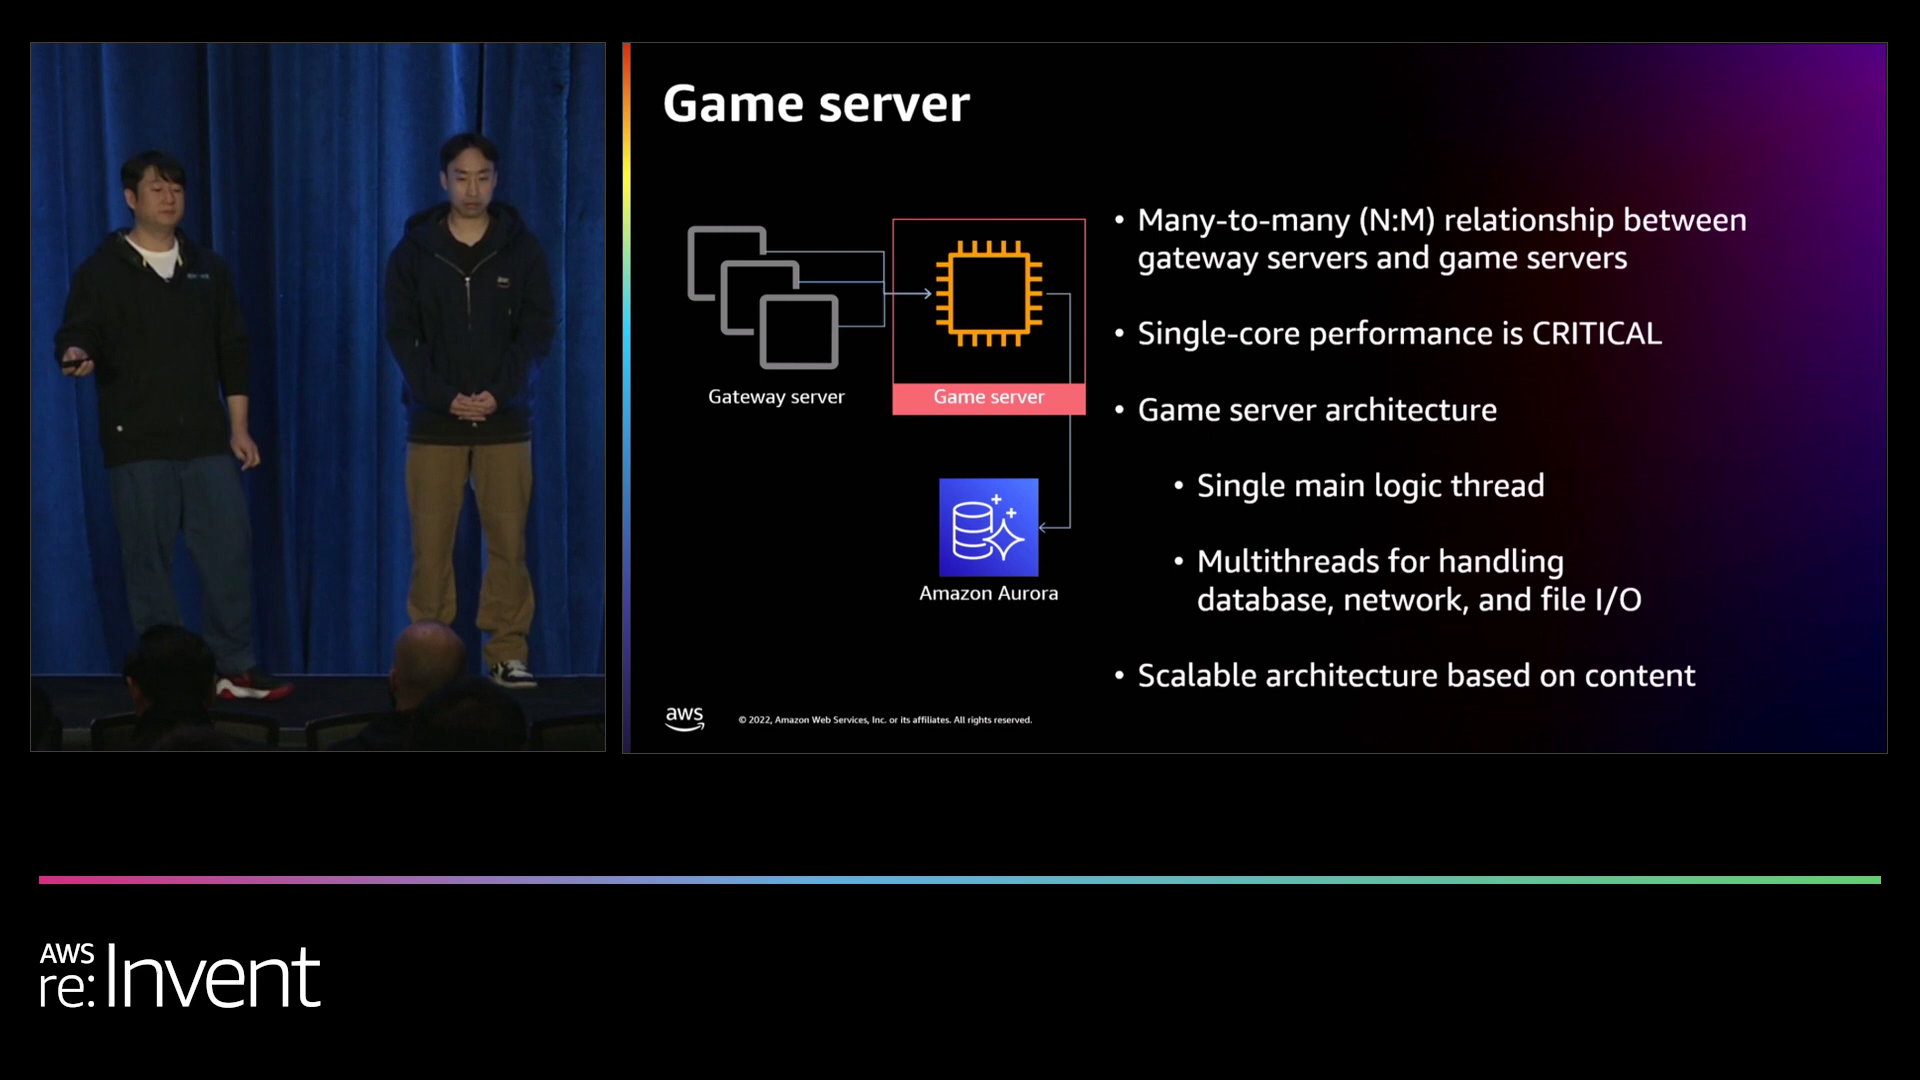 Game server
Gateway server
Game server
Amazon Aurora
• Many-to-many (N:M) relationship between
gateway servers and game servers
• Single-core performance is CRITICAL
• Game server architecture
• Single main logic thread
• Multithreads for handling
database, network, and file I/O
• Scalable architecture based on content
aws
© 2022, Amazon Web Services, Inc. or its affiliates. All rights reserved.
AWS
re:Invent